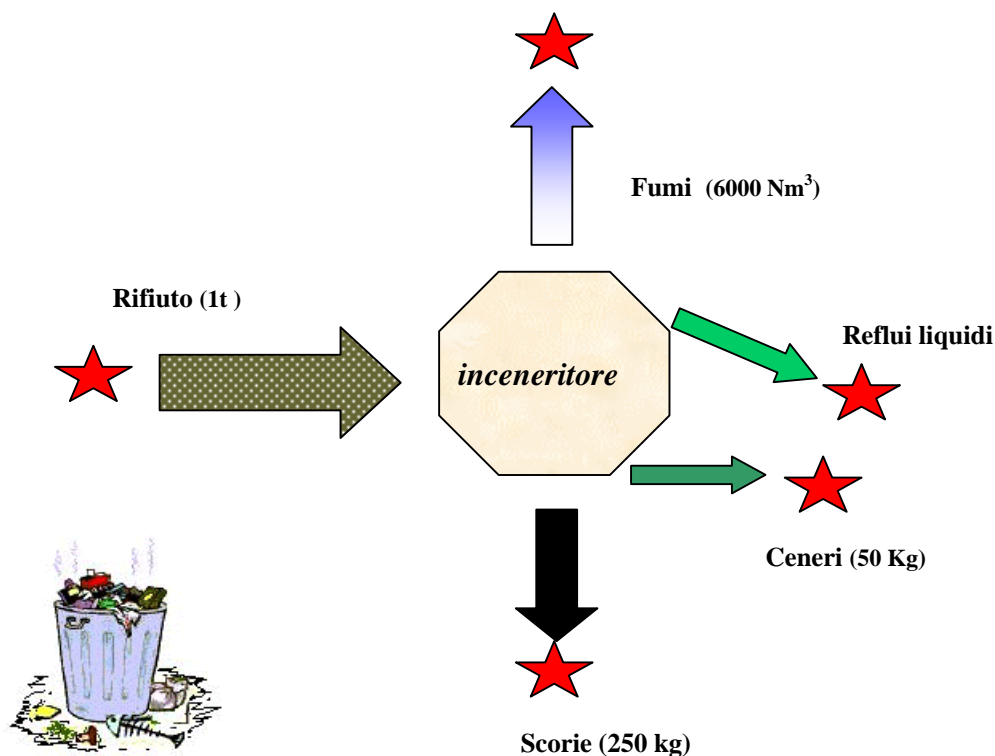 Fumi (6000 Nm³)
Rifiuto (1t )
Reflui liquidi
inceneritore
Ceneri (50 Kg)
Scorie (250 kg)